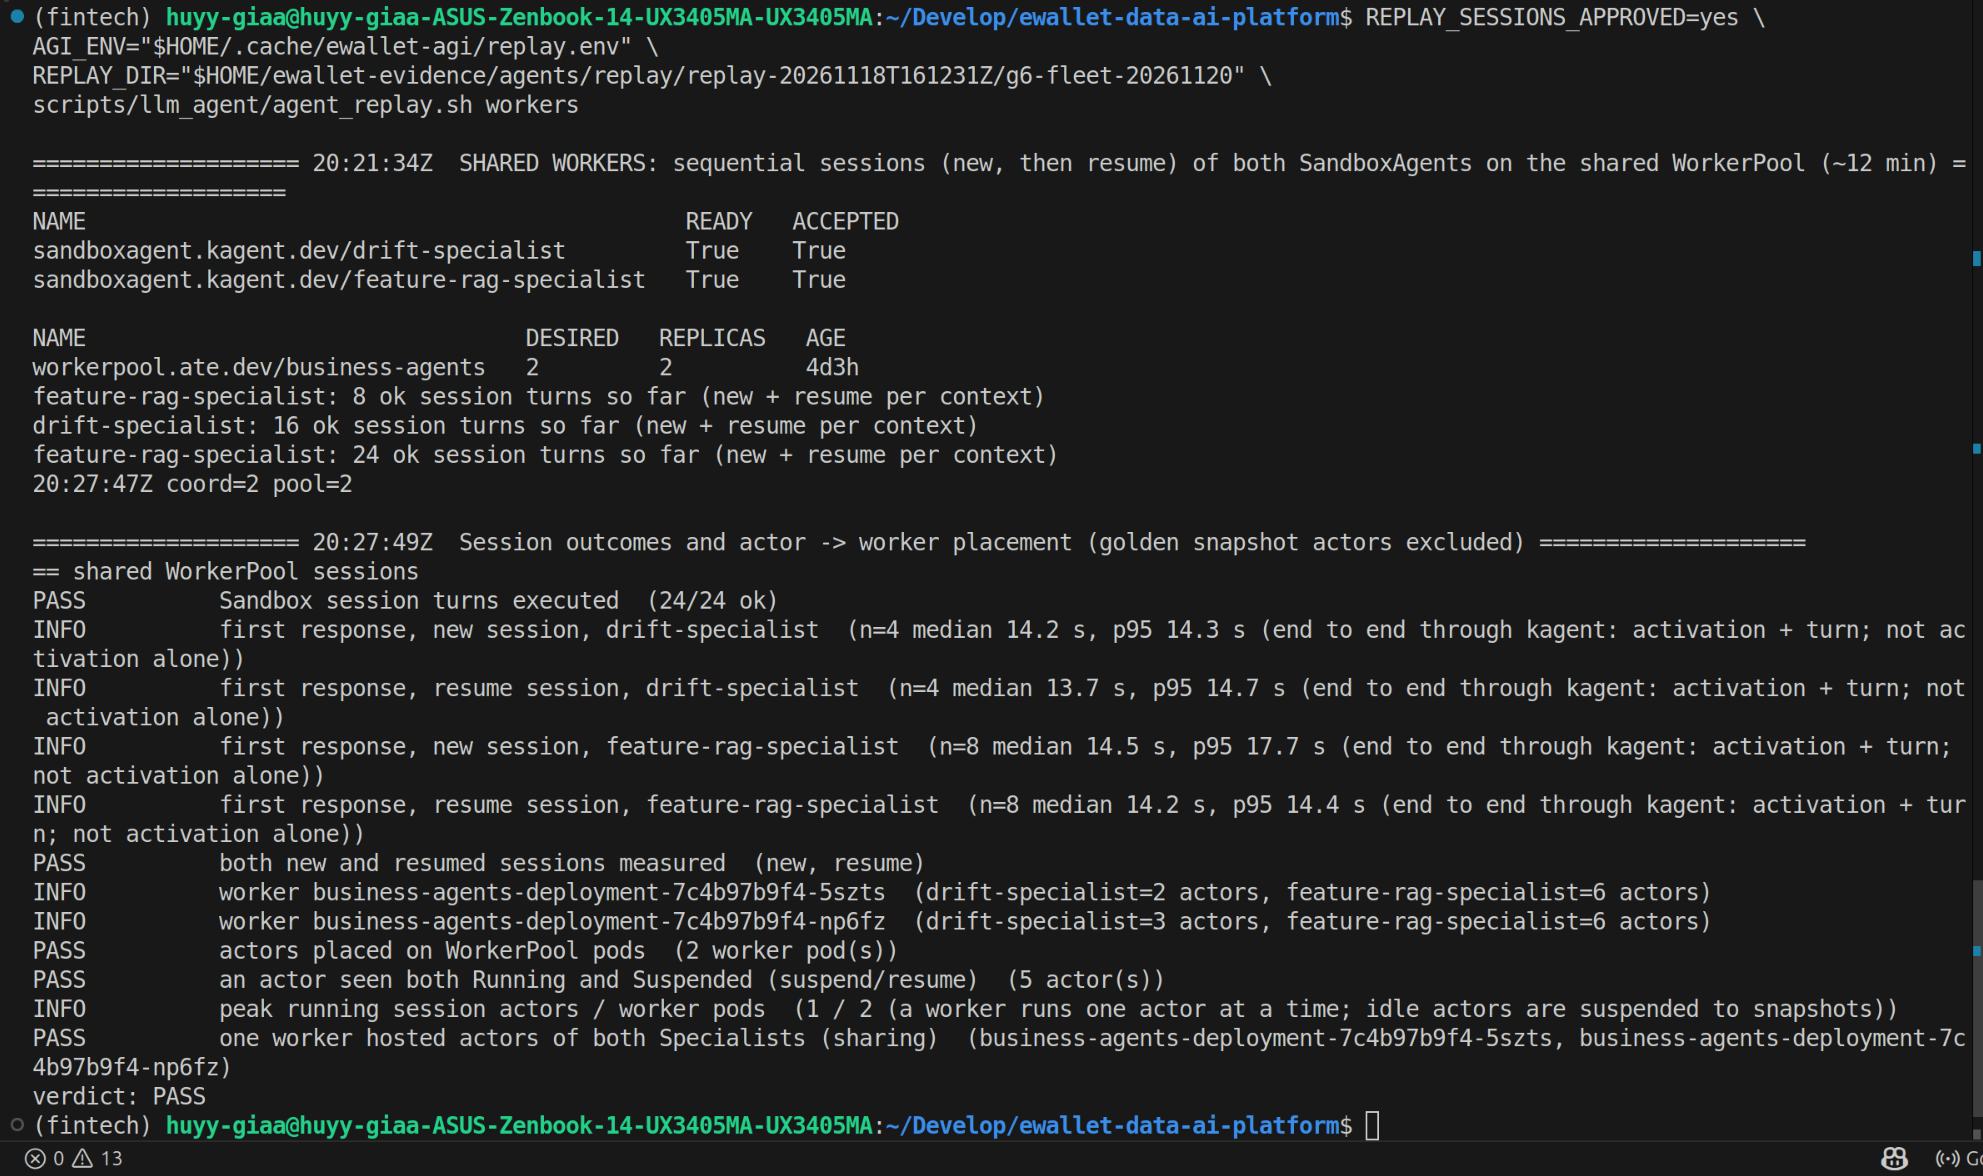 (fintech) huyy-giaa@huyy-giaa-ASUS-Zenbook-14-UX3405MA-UX3405MA:~/Develop/ewallet-data-ai-platform$ REPLAY_SESSIONS_APPROVED=yes \
AGI_ENV="$HOME/.cache/ewallet-agi/replay.env" \
REPLAY_DIR="$HOME/ewallet-evidence/agents/replay/replay-20261118T161231Z/g6-fleet-20261120" \
scripts/llm_agent/agent_replay.sh workers
==================== 20:21:34Z  SHARED WORKERS: sequential sessions (new, then resume) of both SandboxAgents on the shared WorkerPool (~12 min) =
===================
NAME                                             READY   ACCEPTED
sandboxagent.kagent.dev/drift-specialist         True    True
sandboxagent.kagent.dev/feature-rag-specialist   True    True
NAME                                 DESIRED   REPLICAS   AGE
workerpool.ate.dev/business-agents   2         2          4d3h
feature-rag-specialist: 8 ok session turns so far (new + resume per context)
drift-specialist: 16 ok session turns so far (new + resume per context)
feature-rag-specialist: 24 ok session turns so far (new + resume per context)
20:27:47Z coord=2 pool=2
==================== 20:27:49Z  Session outcomes and actor -> worker placement (golden snapshot actors excluded) ====================
== shared WorkerPool sessions
PASS          Sandbox session turns executed  (24/24 ok)
INFO          first response, new session, drift-specialist  (n=4 median 14.2 s, p95 14.3 s (end to end through kagent: activation + turn; not ac
tivation alone))
INFO          first response, resume session, drift-specialist  (n=4 median 13.7 s, p95 14.7 s (end to end through kagent: activation + turn; not
 activation alone))
INFO          first response, new session, feature-rag-specialist  (n=8 median 14.5 s, p95 17.7 s (end to end through kagent: activation + turn;
not activation alone))
INFO          first response, resume session, feature-rag-specialist  (n=8 median 14.2 s, p95 14.4 s (end to end through kagent: activation + tur
n; not activation alone))
PASS          both new and resumed sessions measured  (new, resume)
INFO          worker business-agents-deployment-7c4b97b9f4-5szts  (drift-specialist=2 actors, feature-rag-specialist=6 actors)
INFO          worker business-agents-deployment-7c4b97b9f4-np6fz  (drift-specialist=3 actors, feature-rag-specialist=6 actors)
PASS          actors placed on WorkerPool pods  (2 worker pod(s))
PASS          an actor seen both Running and Suspended (suspend/resume)  (5 actor(s))
INFO          peak running session actors / worker pods  (1 / 2 (a worker runs one actor at a time; idle actors are suspended to snapshots))
PASS          one worker hosted actors of both Specialists (sharing)  (business-agents-deployment-7c4b97b9f4-5szts, business-agents-deployment-7c
4b97b9f4-np6fz)
verdict: PASS
(fintech) huyy-giaa@huyy-giaa-ASUS-Zenbook-14-UX3405MA-UX3405MA:~/Develop/ewallet-data-ai-platform$
0 13